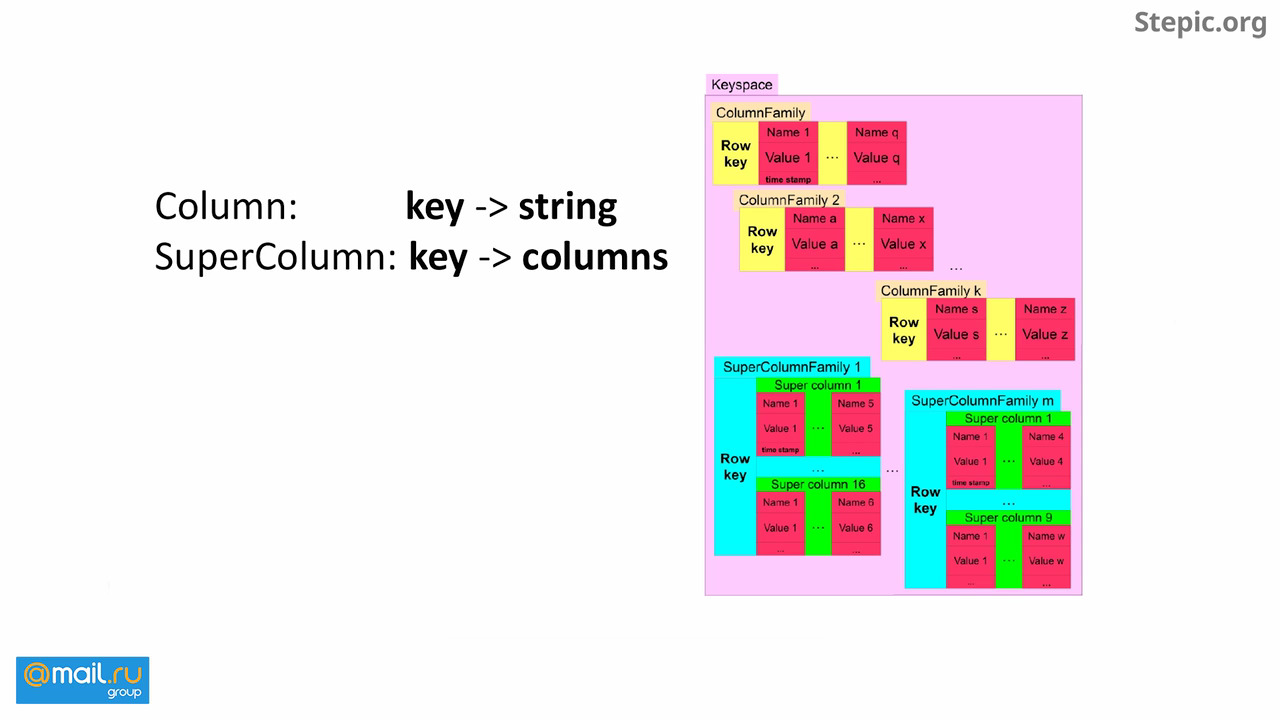 Stepic.org
Column: key -> string
SuperColumn: key -> columns
Keyspace
ColumnFamily
Row key
Name 1
Value 1
time stamp
...
Name q
Value q
...
ColumnFamily 2
Row key
Name a
Value a
...
...
Name x
Value x
...
...
ColumnFamily k
Row key
Name s
Value s
...
...
Name z
Value z
...
SuperColumnFamily 1
Row key
Super column 1
Name 1
Value 1
time stamp
...
Name 5
Value 5
...
...
Super column 16
Name 1
Value 1
...
...
Name 6
Value 6
...
...
SuperColumnFamily m
Row key
Super column 1
Name 1
Value 1
time stamp
...
Name 4
Value 4
...
...
Super column 9
Name 1
Value 1
...
...
Name w
Value w
...
@mail.ru
group